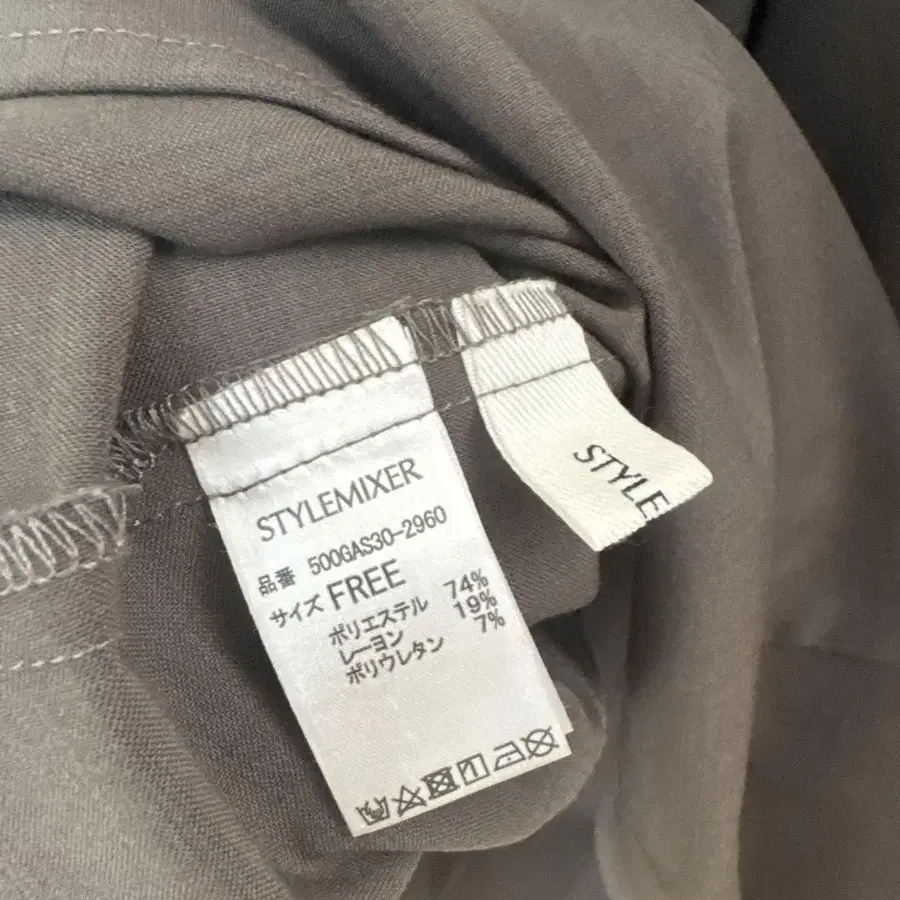 STYLEMIXER
品番 500GAS30-2960
サイズ FREE
ポリエステル 74%
レーヨン 19%
ポリウレタン 7%
STYLE